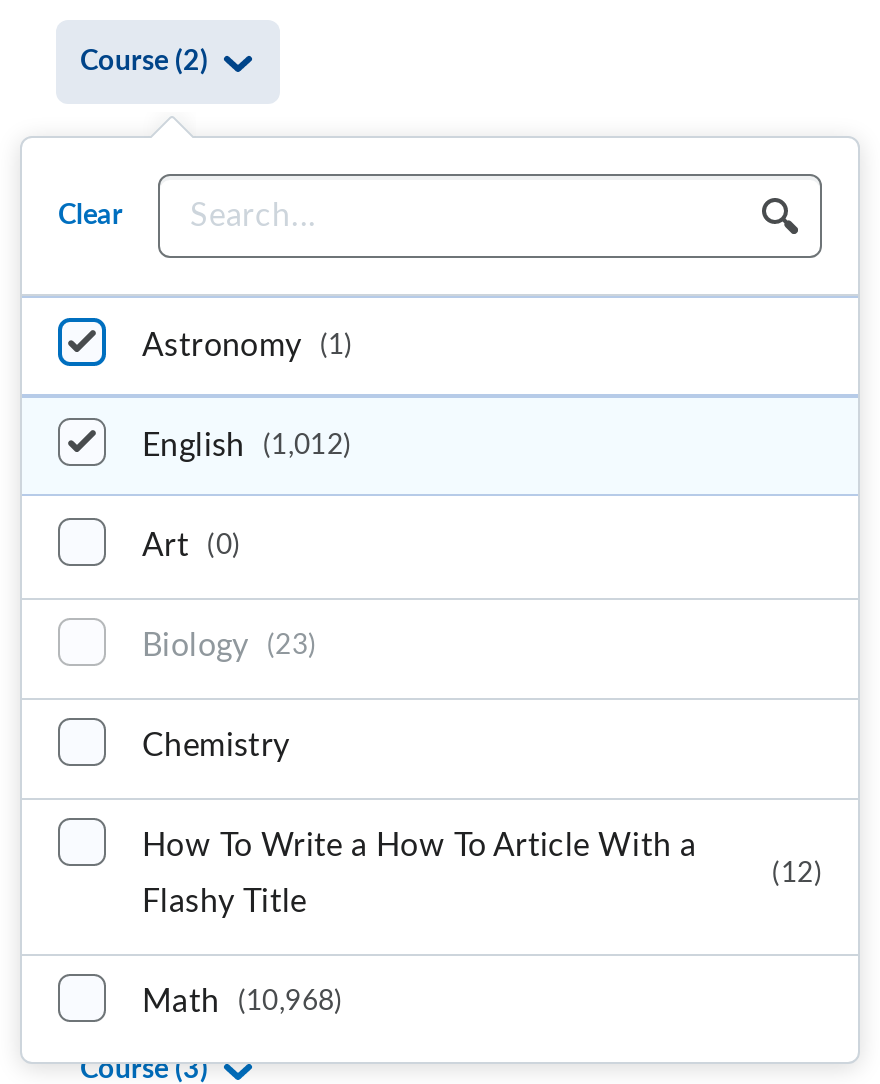 Course (2)
Clear
Search...
Astronomy (1)
English (1,012)
Art (0)
Biology (23)
Chemistry
How To Write a How To Article With a
Flashy Title
(12)
Math (10,968)
Course (3)